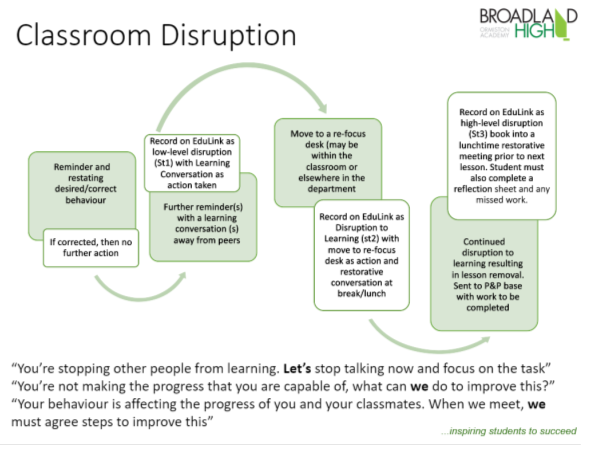 Classroom Disruption
BROADLAND
ORMISTON
ACADEMY
HIGH
Reminder and
restating
desired/correct
behaviour
If corrected, then no
further action
Record on EduLink as
low-level disruption
(St1) with Learning
Conversation as
action taken
Further reminder(s)
with a learning
conversation (s)
away from peers
Move to a re-focus
desk (may be
within the
classroom or
elsewhere in the
department
Record on EduLink as
Disruption to
Learning (st2) with
move to re-focus
desk as action and
restorative
conversation at
break/lunch
Record on EduLink as
high-level disruption
(St3) book into a
lunchtime restorative
meeting prior to next
lesson. Student must
also complete a
reflection sheet and any
missed work.
Continued
disruption to
learning resulting
in lesson removal.
Sent to P&P base
with work to be
completed
“You’re stopping other people from learning. Let’s stop talking now and focus on the task”
“You’re not making the progress that you are capable of, what can we do to improve this?”
“Your behaviour is affecting the progress of you and your classmates. When we meet, we
must agree steps to improve this”
...inspiring students to succeed